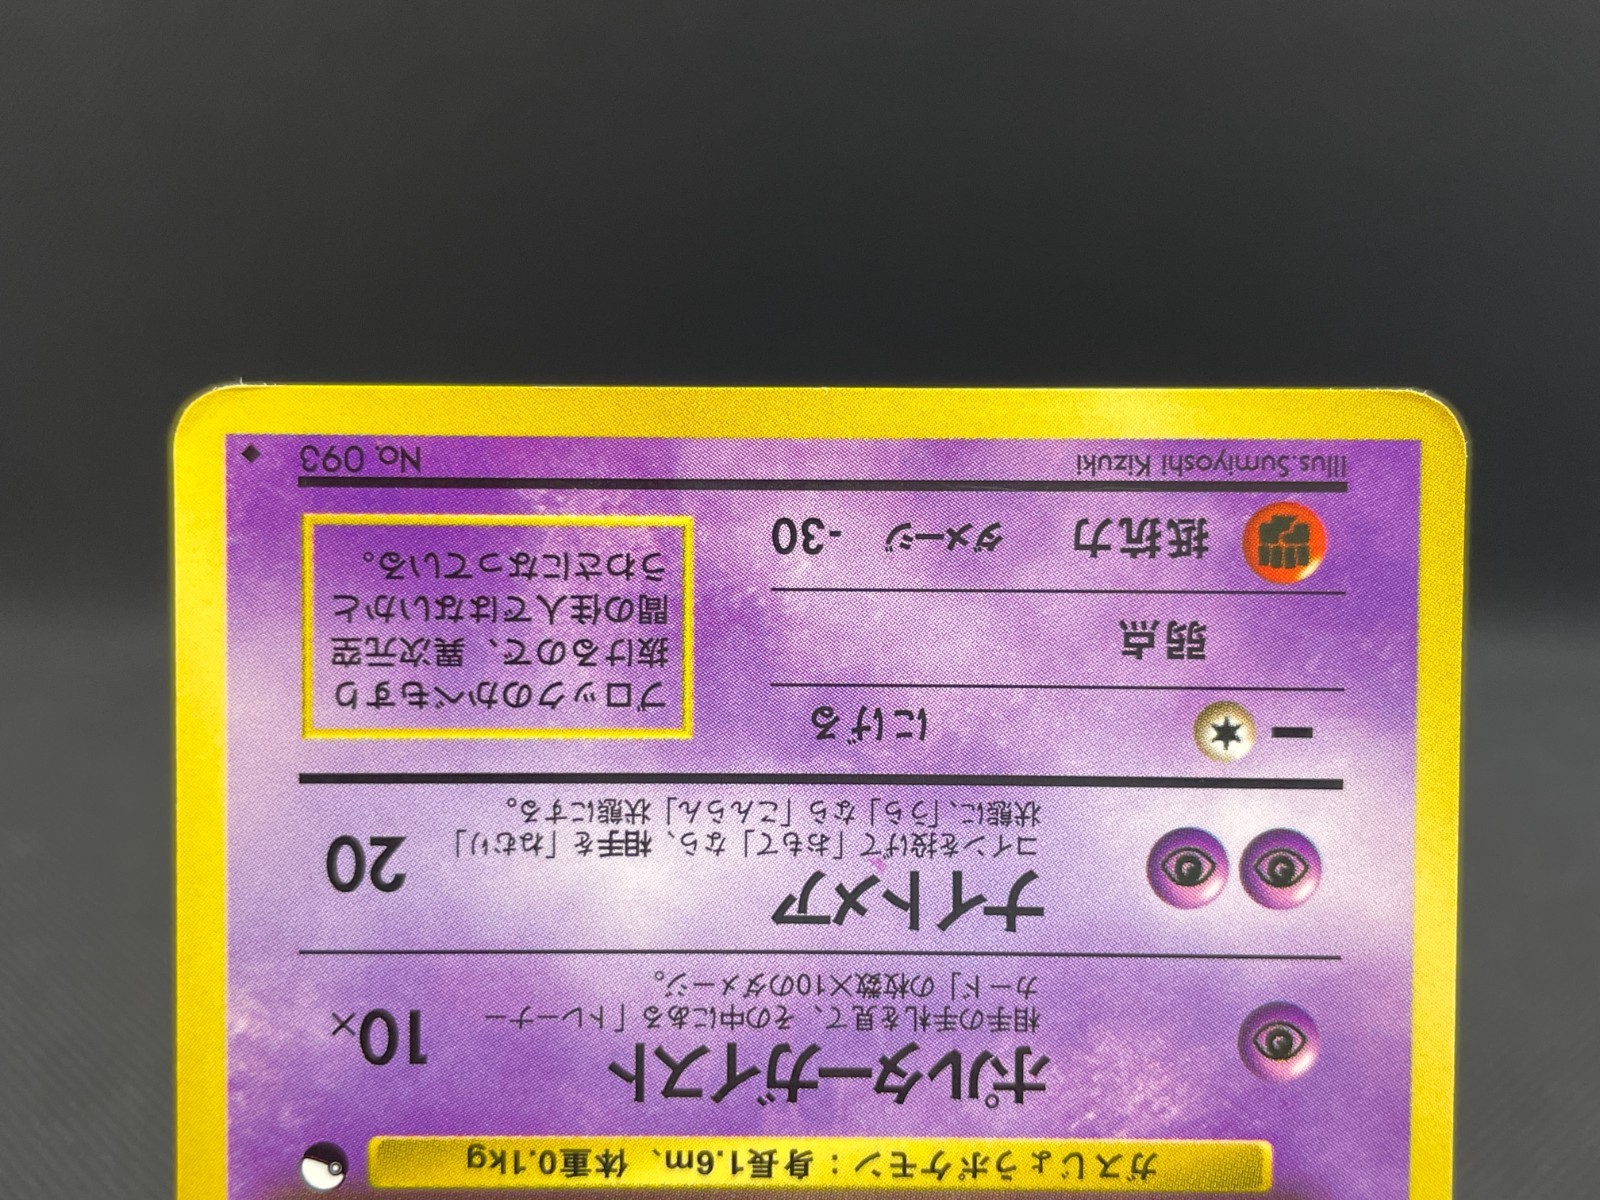 ガスじょうポケモン：身長1.6m、体重0.1kg
ポルターガイスト 10×
相手の手札を見て、その中にある「トレーナー
カード」の枚数×10のダメージ。
ナイトメア 20
コインを投げて「おもて」なら、相手を「ねむり」
状態に、「うら」なら「こんらん」状態にする。
にげる
弱点
抵抗力 ダメージ -30
ブロックのかべもすり
抜けるので、異次元空
間の住人ではないかと
うわさになっている。
Illus.Sumiyoshi Kizuki
No. 093 ◆